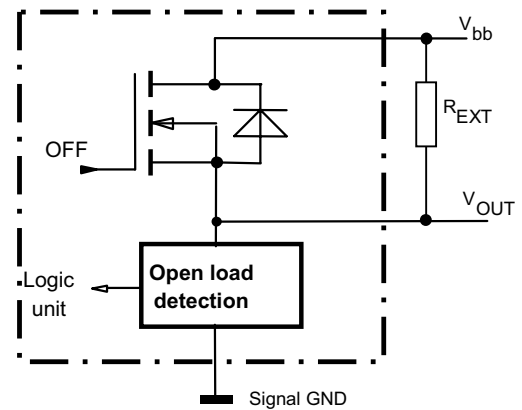 V_bb
R_EXT
OFF
V_OUT
Open load
detection
Logic
unit
Signal GND